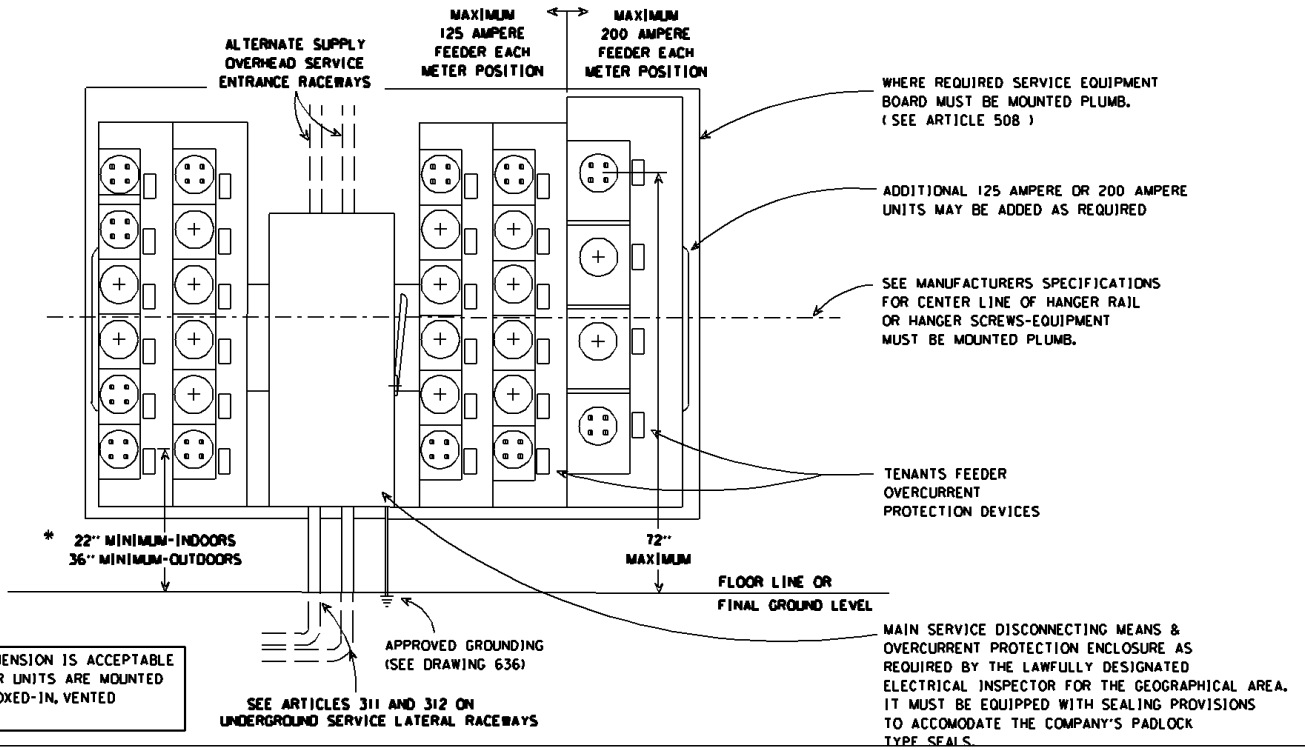 MAXIMUM
125 AMPERE
FEEDER EACH
METER POSITION
MAXIMUM
200 AMPERE
FEEDER EACH
METER POSITION
ALTERNATE SUPPLY
OVERHEAD SERVICE
ENTRANCE RACEWAYS
WHERE REQUIRED SERVICE EQUIPMENT
BOARD MUST BE MOUNTED PLUMB.
( SEE ARTICLE 508 )
ADDITIONAL 125 AMPERE OR 200 AMPERE
UNITS MAY BE ADDED AS REQUIRED
SEE MANUFACTURERS SPECIFICATIONS
FOR CENTER LINE OF HANGER RAIL
OR HANGER SCREWS-EQUIPMENT
MUST BE MOUNTED PLUMB.
TENANTS FEEDER
OVERCURRENT
PROTECTION DEVICES
* 22" MINIMUM-INDOORS
36" MINIMUM-OUTDOORS
72"
MAXIMUM
FLOOR LINE OR
FINAL GROUND LEVEL
APPROVED GROUNDING
(SEE DRAWING 636)
SEE ARTICLES 311 AND 312 ON
UNDERGROUND SERVICE LATERAL RACEWAYS
MAIN SERVICE DISCONNECTING MEANS &
OVERCURRENT PROTECTION ENCLOSURE AS
REQUIRED BY THE LAWFULLY DESIGNATED
ELECTRICAL INSPECTOR FOR THE GEOGRAPHICAL AREA.
IT MUST BE EQUIPPED WITH SEALING PROVISIONS
TO ACCOMODATE THE COMPANY'S PADLOCK
TYPE SEALS.
IS ACCEPTABLE
UNITS ARE MOUNTED
VENTED